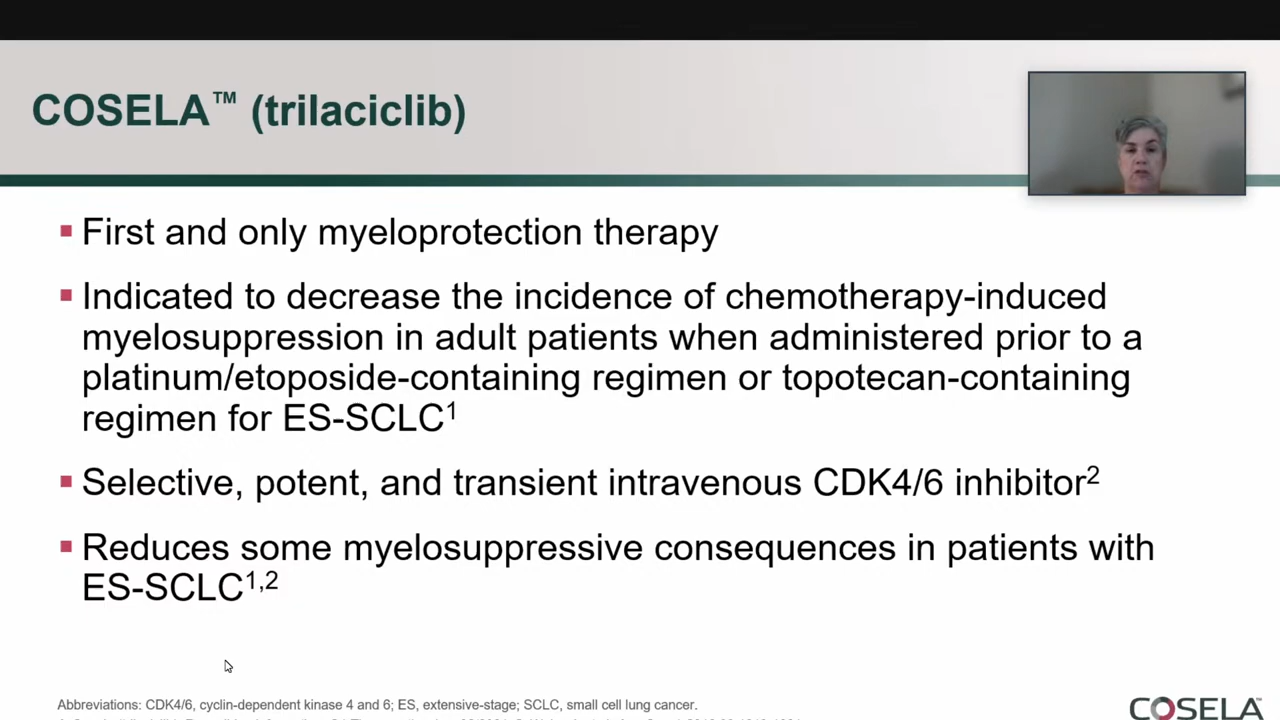 COSELA™ (trilaciclib)
▪ First and only myeloprotection therapy
▪ Indicated to decrease the incidence of chemotherapy-induced
myelosuppression in adult patients when administered prior to a
platinum/etoposide-containing regimen or topotecan-containing
regimen for ES-SCLC¹
▪ Selective, potent, and transient intravenous CDK4/6 inhibitor²
▪ Reduces some myelosuppressive consequences in patients with
ES-SCLC¹,²
Abbreviations: CDK4/6, cyclin-dependent kinase 4 and 6; ES, extensive-stage; SCLC, small cell lung cancer.
COSELA™